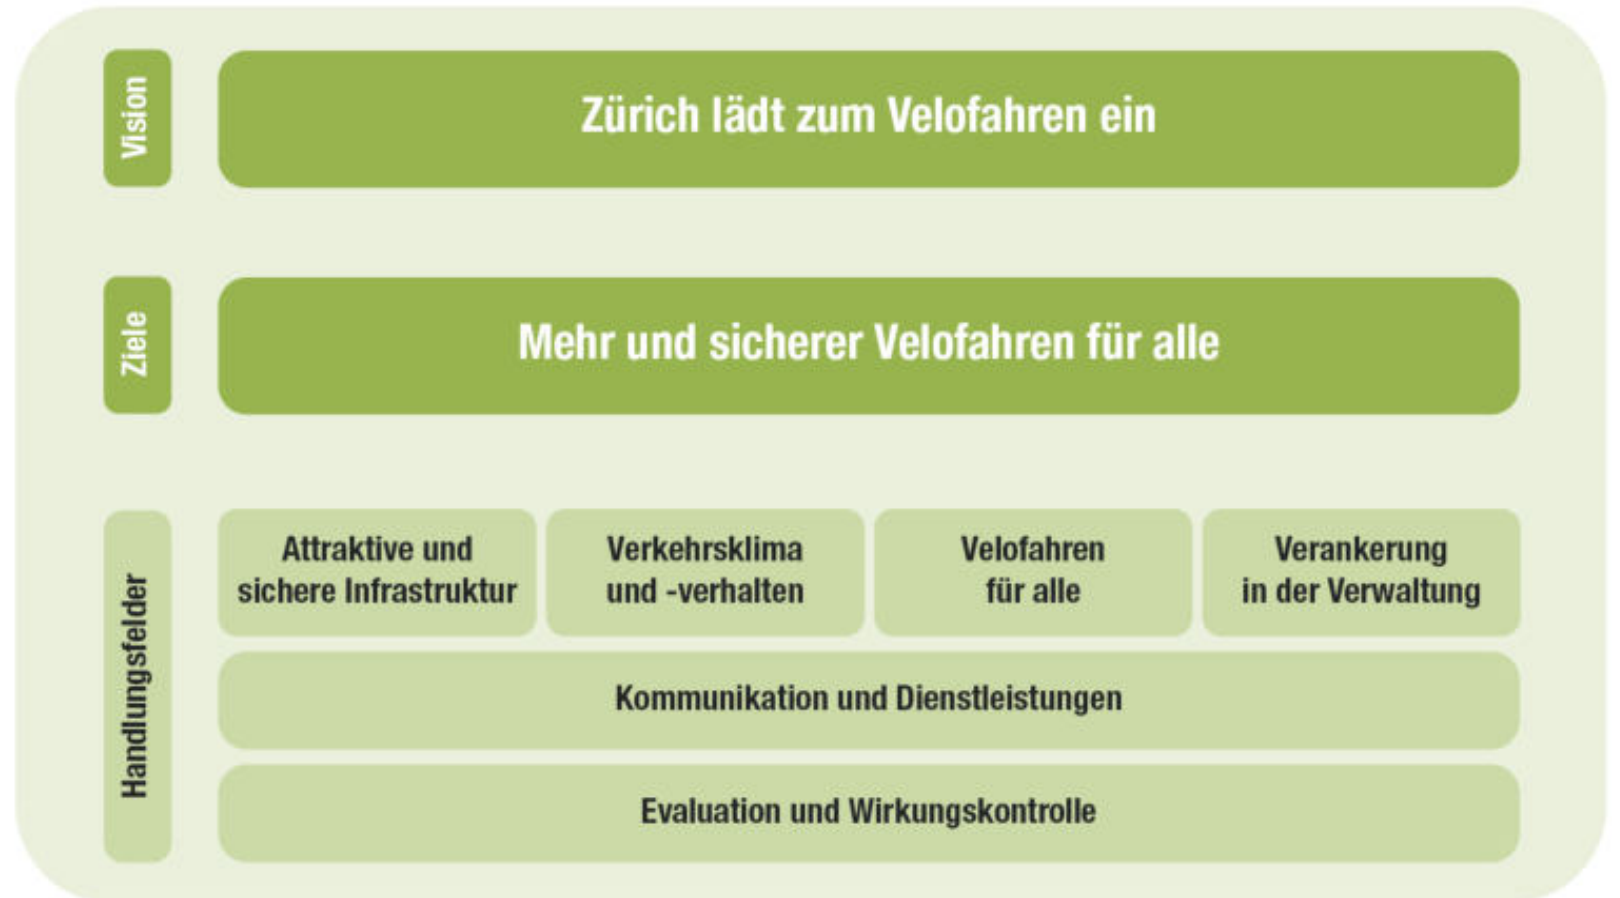 Vision
Zürich lädt zum Velofahren ein
Ziele
Mehr und sicherer Velofahren für alle
Handlungsfelder
Attraktive und
sichere Infrastruktur
Verkehrsklima
und -verhalten
Velofahren
für alle
Verankerung
in der Verwaltung
Kommunikation und Dienstleistungen
Evaluation und Wirkungskontrolle